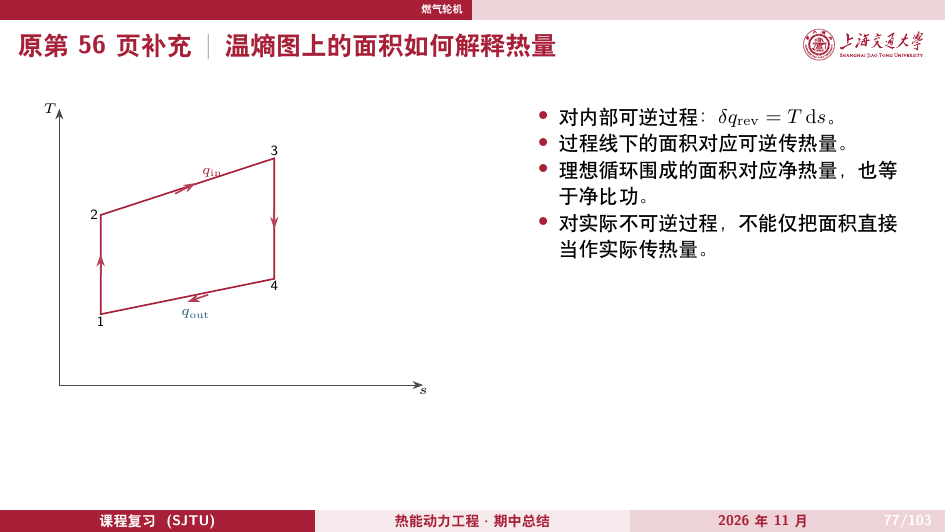 燃气轮机
原第 56 页补充 | 温熵图上的面积如何解释热量
上海交通大学
SHANGHAI JIAO TONG UNIVERSITY
T
3
q_in
2
4
q_out
1
s
• 对内部可逆过程：δq_rev = T ds。
• 过程线下的面积对应可逆传热量。
• 理想循环围成的面积对应净热量，也等
于净比功。
• 对实际不可逆过程，不能仅把面积直接
当作实际传热量。
课程复习 (SJTU)
热能动力工程 · 期中总结
2026 年 11 月
77/103